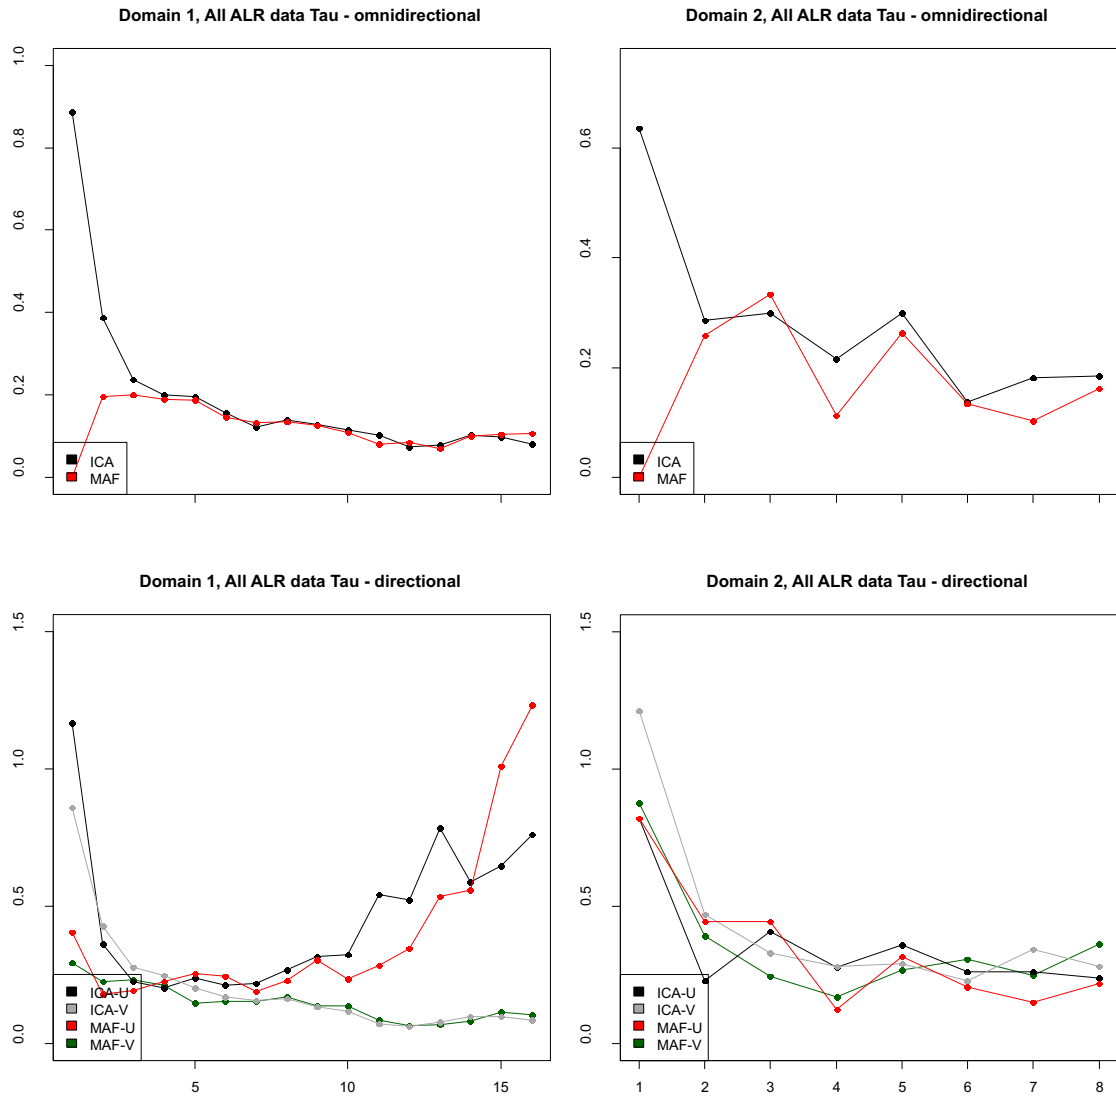 Domain 1, All ALR data Tau - omnidirectional
1.0
0.8
0.6
0.4
0.2
0.0
ICA
MAF
Domain 2, All ALR data Tau - omnidirectional
0.6
0.4
0.2
0.0
ICA
MAF
Domain 1, All ALR data Tau - directional
1.5
1.0
0.5
0.0
ICA-U
ICA-V
MAF-U
MAF-V
5 10 15
Domain 2, All ALR data Tau - directional
1.5
1.0
0.5
0.0
ICA-U
ICA-V
MAF-U
MAF-V
1 2 3 4 5 6 7 8